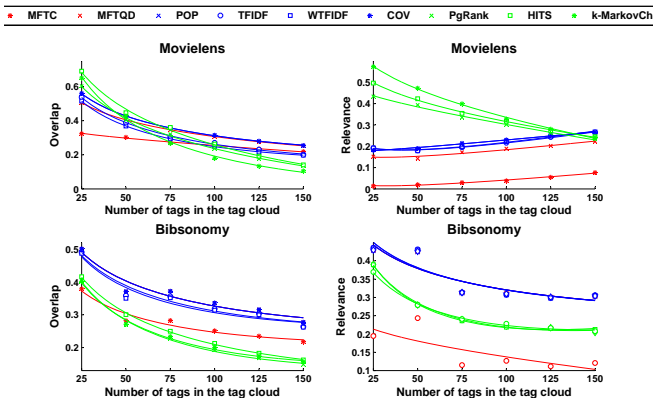 MFTC MFTQD POP TFIDF WTFIDF COV PgRank HITS k-MarkovCh
Movielens Movielens
0.6
0.4
0.2
0
Overlap
25 50 75 100 125 150
Number of tags in the tag cloud
0.6
0.5
0.4
0.3
0.2
0.1
0
Relevance
25 50 75 100 125 150
Number of tags in the tag cloud
Bibsonomy Bibsonomy
0.5
0.4
0.3
0.2
Overlap
25 50 75 100 125 150
Number of tags in the tag cloud
0.45
0.4
0.35
0.3
0.25
0.2
0.15
0.1
Relevance
25 50 75 100 125 150
Number of tags in the tag cloud